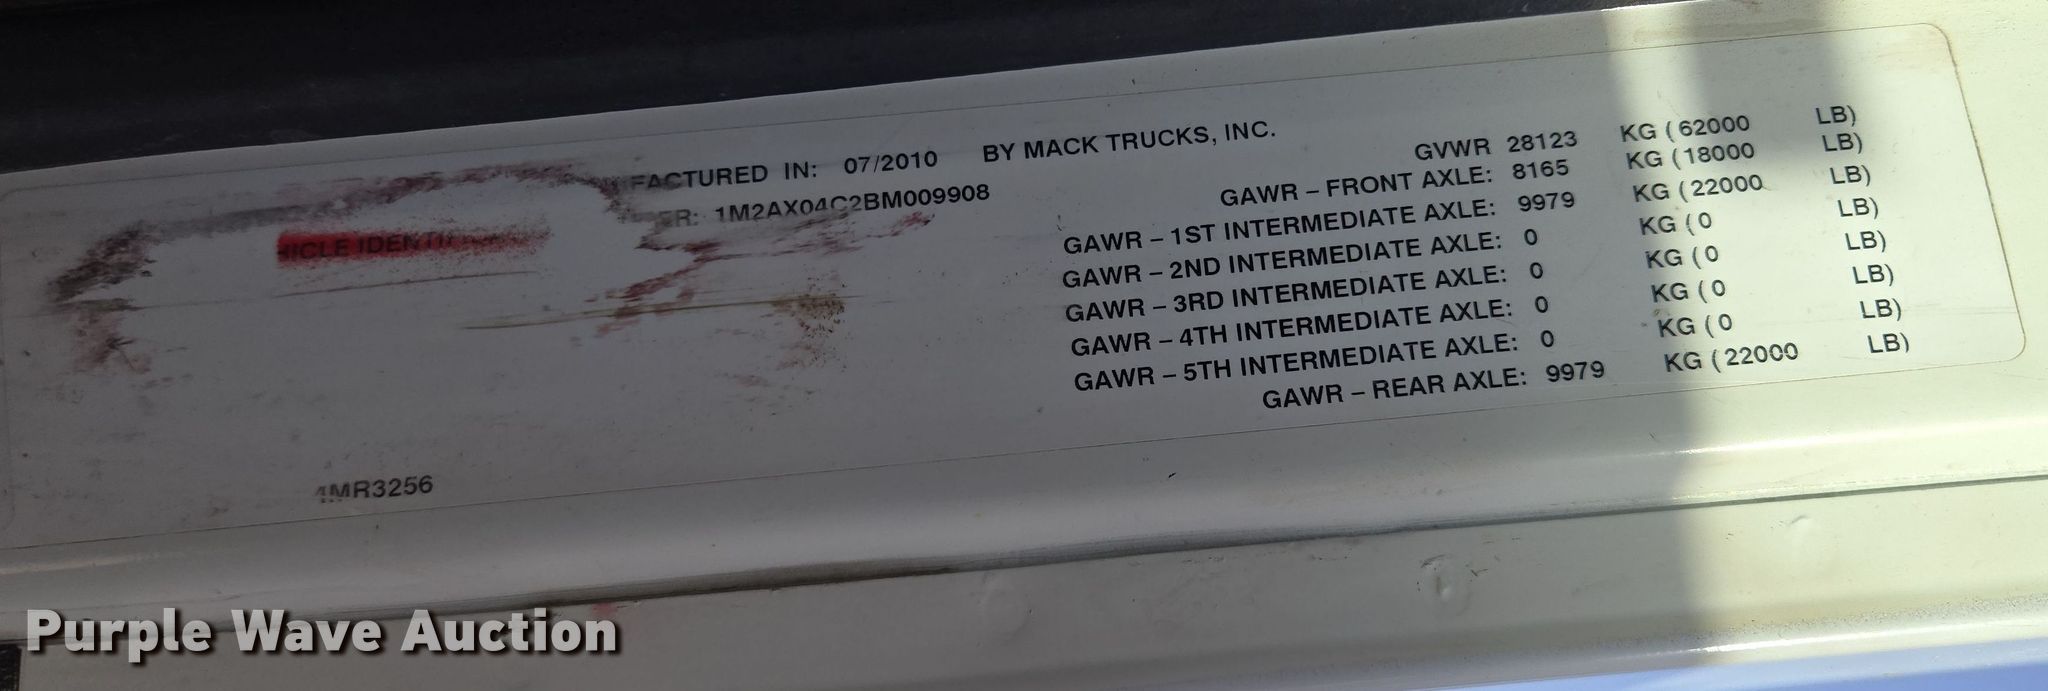 FACTURED IN: 07/2010 BY MACK TRUCKS, INC.
ER: 1M2AX04C2BM009908
HICLE IDENTI
GVWR 28123 KG (62000 LB)
GAWR – FRONT AXLE: 8165 KG (18000 LB)
GAWR – 1ST INTERMEDIATE AXLE: 9979 KG (22000 LB)
GAWR – 2ND INTERMEDIATE AXLE: 0 KG (0 LB)
GAWR – 3RD INTERMEDIATE AXLE: 0 KG (0 LB)
GAWR – 4TH INTERMEDIATE AXLE: 0 KG (0 LB)
GAWR – 5TH INTERMEDIATE AXLE: 0 KG (0 LB)
GAWR – REAR AXLE: 9979 KG (22000 LB)
4MR3256
Purple Wave Auction